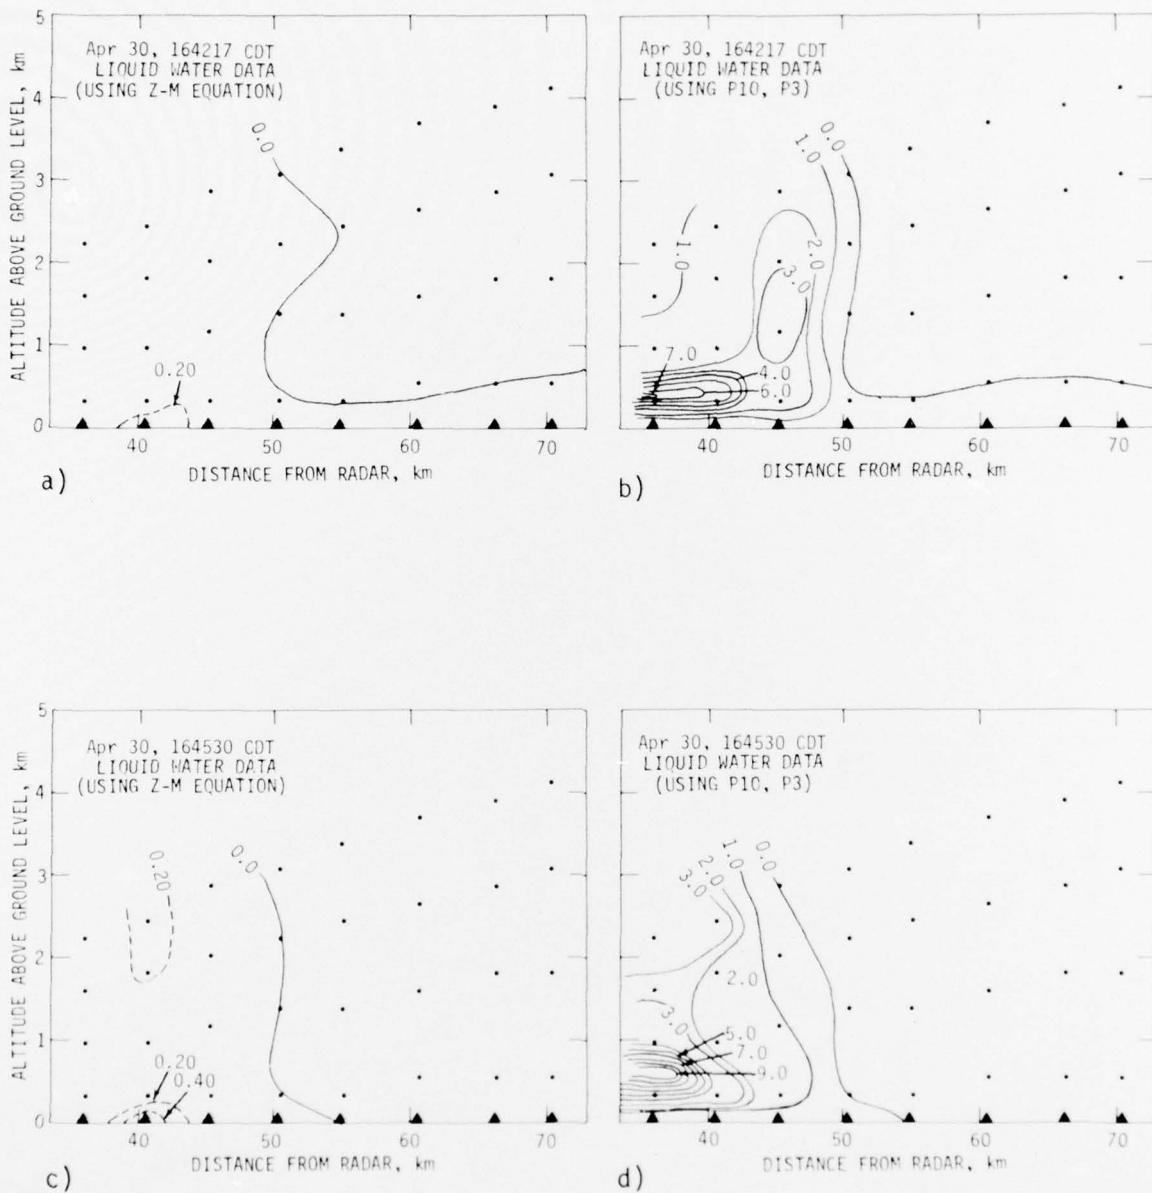 Apr 30, 164217 CDT
LIQUID WATER DATA
(USING Z-M EQUATION)
ALTITUDE ABOVE GROUND LEVEL, km
5
4
3
2
1
0
0.0
0.20
40
50
60
70
DISTANCE FROM RADAR, km
a)
Apr 30, 164217 CDT
LIQUID WATER DATA
(USING P10, P3)
0.0
1.0
1.0
2.0
3.0
7.0
4.0
6.0
40
50
60
70
DISTANCE FROM RADAR, km
b)
Apr 30, 164530 CDT
LIQUID WATER DATA
(USING Z-M EQUATION)
ALTITUDE ABOVE GROUND LEVEL, km
5
4
3
2
1
0
0.20
0.0
0.20
0.40
40
50
60
70
DISTANCE FROM RADAR, km
c)
Apr 30, 164530 CDT
LIQUID WATER DATA
(USING P10, P3)
0.0
1.0
2.0
3.0
2.0
3.0
5.0
7.0
9.0
40
50
60
70
DISTANCE FROM RADAR, km
d)